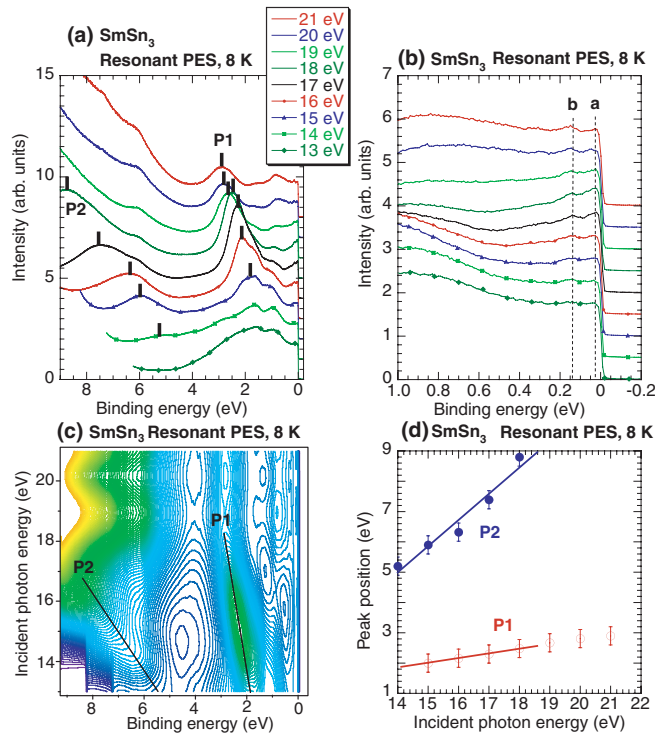 (a) SmSn3
Resonant PES, 8 K
21 eV
20 eV
19 eV
18 eV
17 eV
16 eV
15 eV
14 eV
13 eV
15
10
5
0
8 6 4 2 0
P1
P2
Intensity (arb. units)
Binding energy (eV)
(b) SmSn3 Resonant PES, 8 K
b a
7
6
5
4
3
2
1
0
1.0 0.8 0.6 0.4 0.2 0 -0.2
Intensity (arb. units)
Binding energy (eV)
(c) SmSn3 Resonant PES, 8 K
20
18
16
14
8 6 4 2 0
P1
P2
Incident photon energy (eV)
Binding energy (eV)
(d) SmSn3 Resonant PES, 8 K
9
7
5
3
1
14 15 16 17 18 19 20 21 22
P2
P1
Peak position (eV)
Incident photon energy (eV)